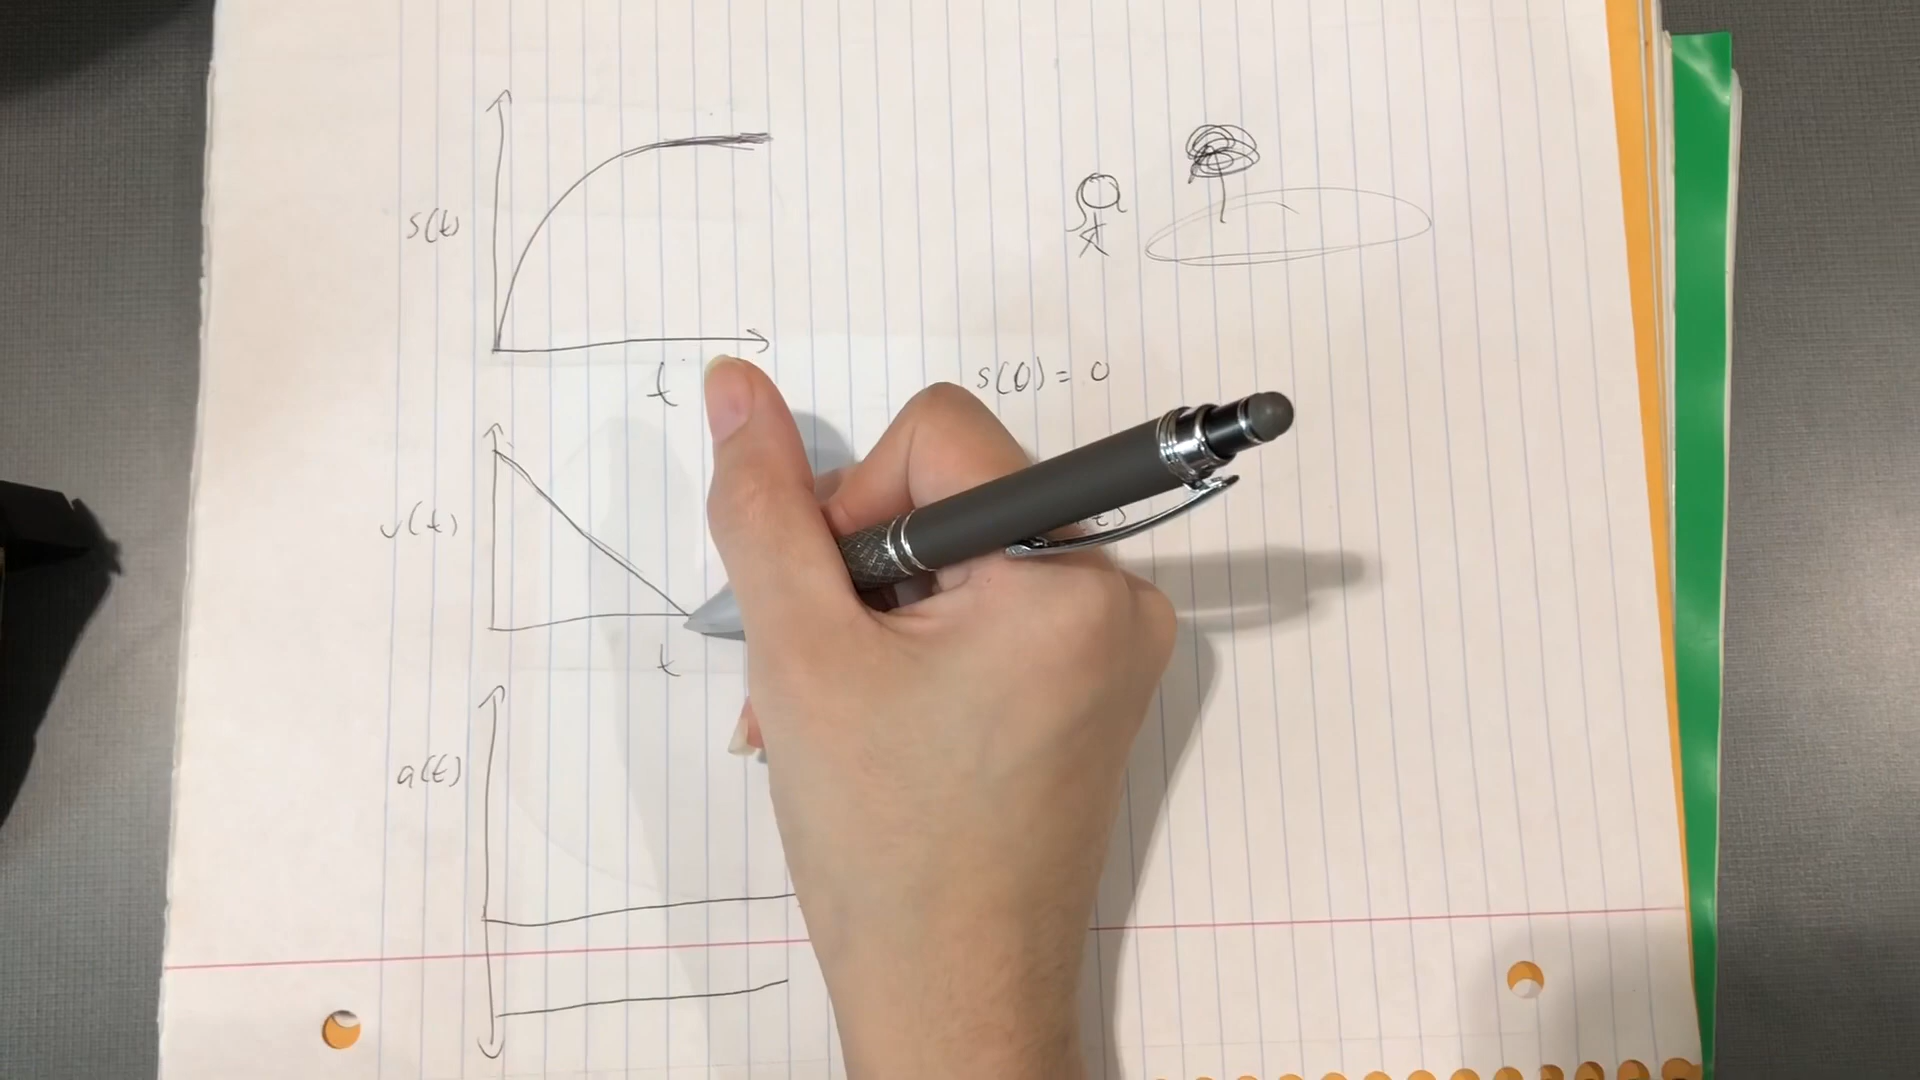 s(t)
t
s(0) = 0
v(t)
t
a(t)